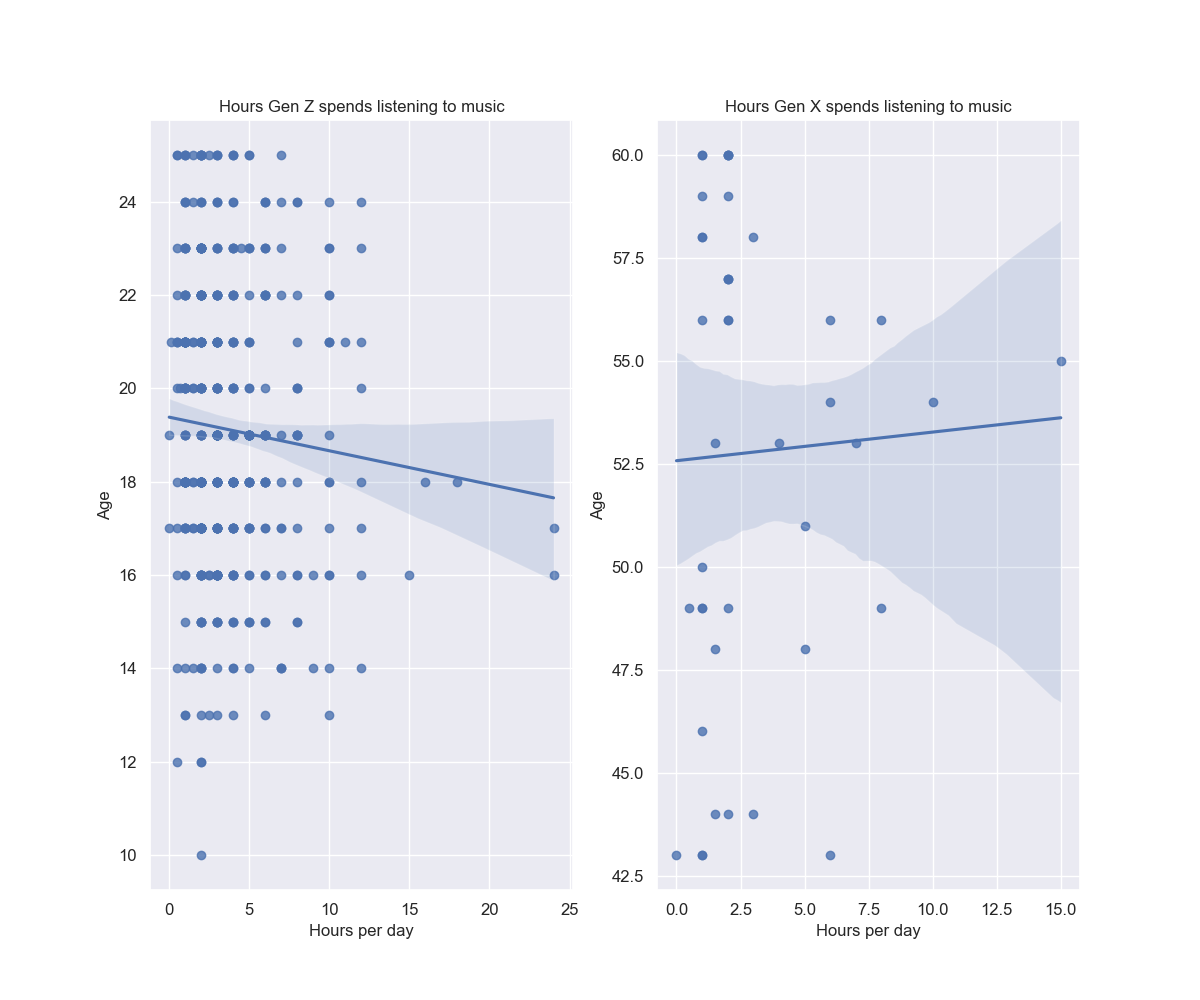 Hours Gen Z spends listening to music
24
22
20
18
16
14
12
10
Age
0 5 10 15 20 25
Hours per day
Hours Gen X spends listening to music
60.0
57.5
55.0
52.5
50.0
47.5
45.0
42.5
Age
0.0 2.5 5.0 7.5 10.0 12.5 15.0
Hours per day